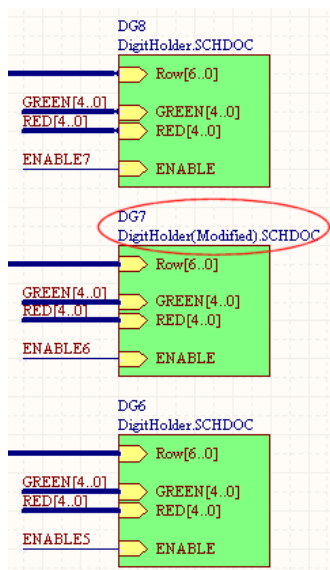 DG8
DigitHolder.SCHDOC
Row[6..0]
GREEN[4..0] GREEN[4..0]
RED[4..0] RED[4..0]
ENABLE7 ENABLE
DG7
DigitHolder(Modified).SCHDOC
Row[6..0]
GREEN[4..0] GREEN[4..0]
RED[4..0] RED[4..0]
ENABLE6 ENABLE
DG6
DigitHolder.SCHDOC
Row[6..0]
GREEN[4..0] GREEN[4..0]
RED[4..0] RED[4..0]
ENABLE5 ENABLE